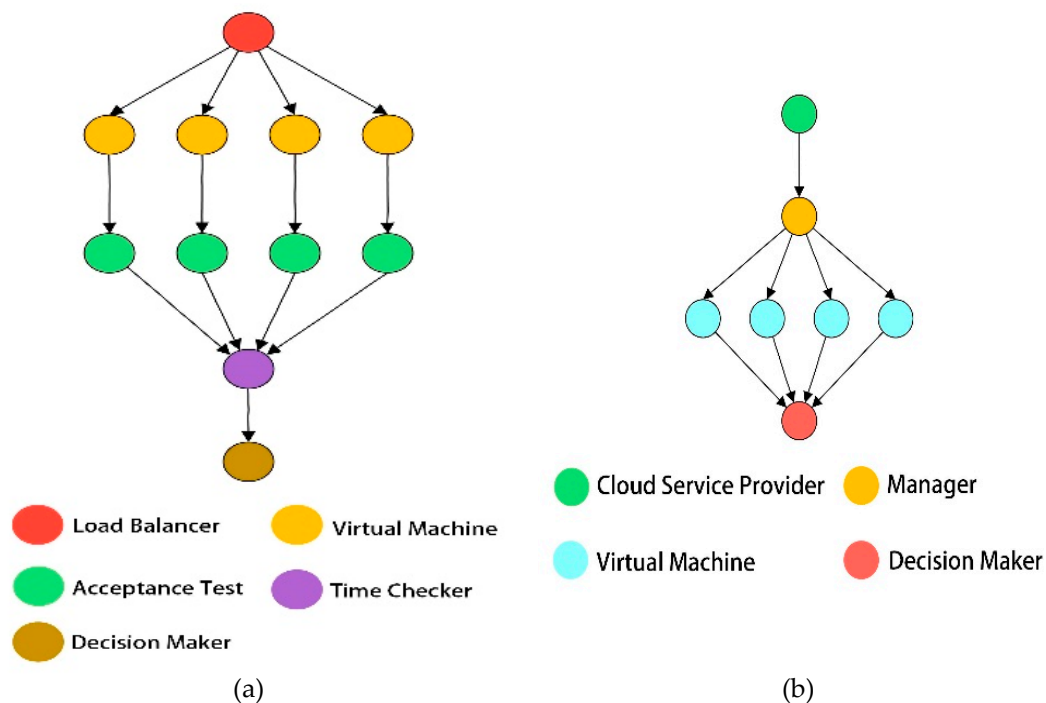 Load Balancer
Virtual Machine
Acceptance Test
Time Checker
Decision Maker
(a)
Cloud Service Provider
Manager
Virtual Machine
Decision Maker
(b)